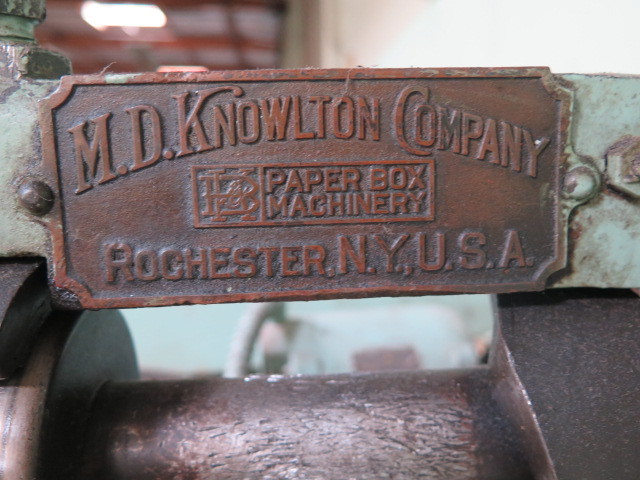 M.D. KNOWLTON COMPANY
PAPER BOX
MACHINERY
ROCHESTER, N.Y., U.S.A.